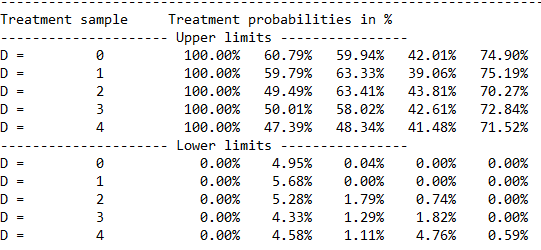 --------------------------------------------------------------------
Treatment sample     Treatment probabilities in %
--------------------- Upper limits ----------------
D =         0          100.00%   60.79%   59.94%   42.01%   74.90%
D =         1          100.00%   59.79%   63.33%   39.06%   75.19%
D =         2          100.00%   49.49%   63.41%   43.81%   70.27%
D =         3          100.00%   50.01%   58.02%   42.61%   72.84%
D =         4          100.00%   47.39%   48.34%   41.48%   71.52%
--------------------- Lower limits ----------------
D =         0            0.00%    4.95%    0.04%    0.00%    0.00%
D =         1            0.00%    5.68%    0.00%    0.00%    0.00%
D =         2            0.00%    5.28%    1.79%    0.74%    0.00%
D =         3            0.00%    4.33%    1.29%    1.82%    0.00%
D =         4            0.00%    4.58%    1.11%    4.76%    0.59%